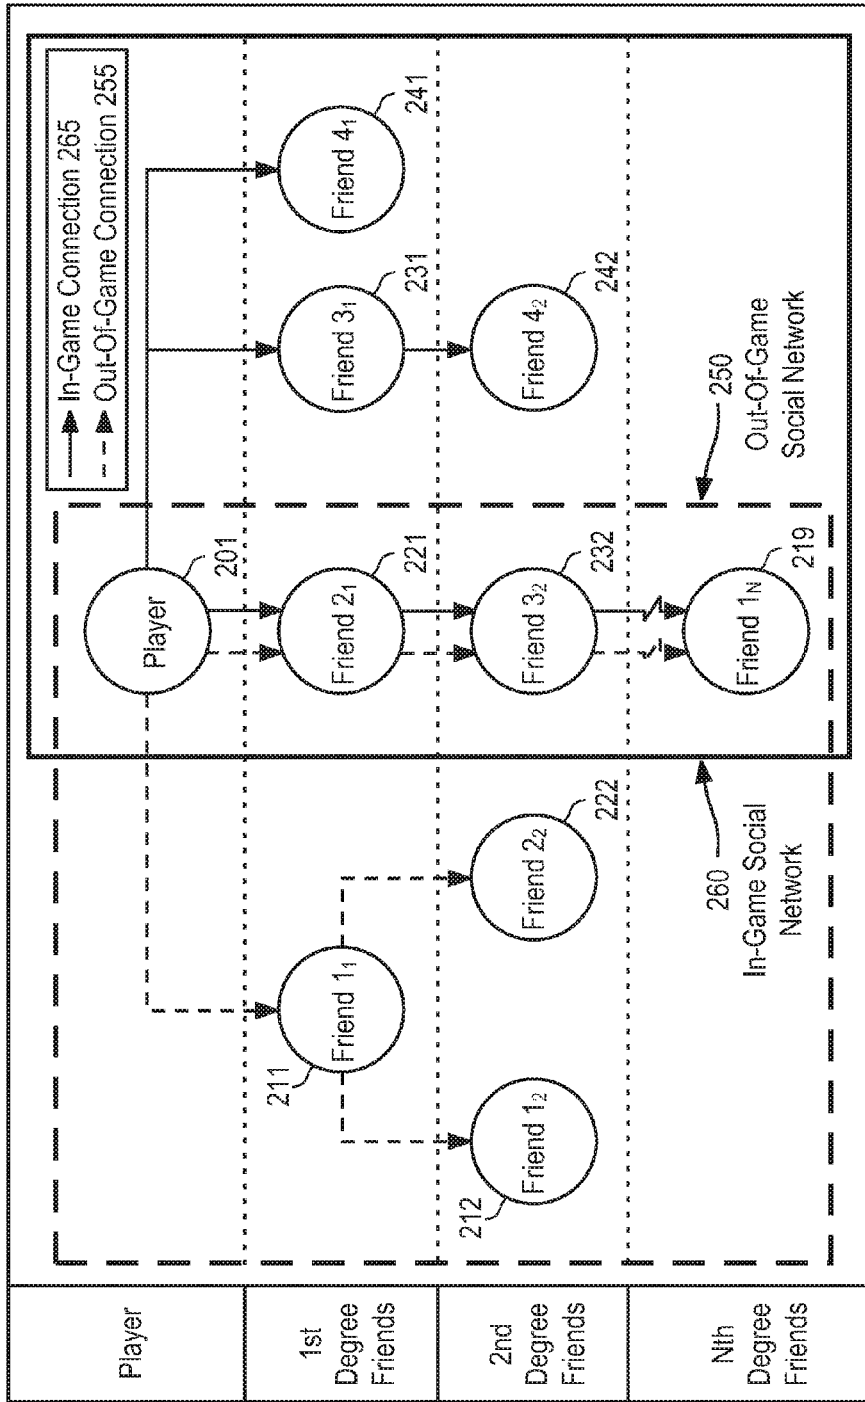 Player
1st
Degree
Friends
2nd
Degree
Friends
Nth
Degree
Friends
In-Game Connection 265
Out-Of-Game Connection 255
Player
201
Friend 1₁
211
Friend 2₁
221
Friend 3₁
231
Friend 4₁
241
Friend 1₂
212
Friend 2₂
222
Friend 3₂
232
Friend 4₂
242
Friend 1N
219
260
In-Game Social
Network
250
Out-Of-Game
Social Network